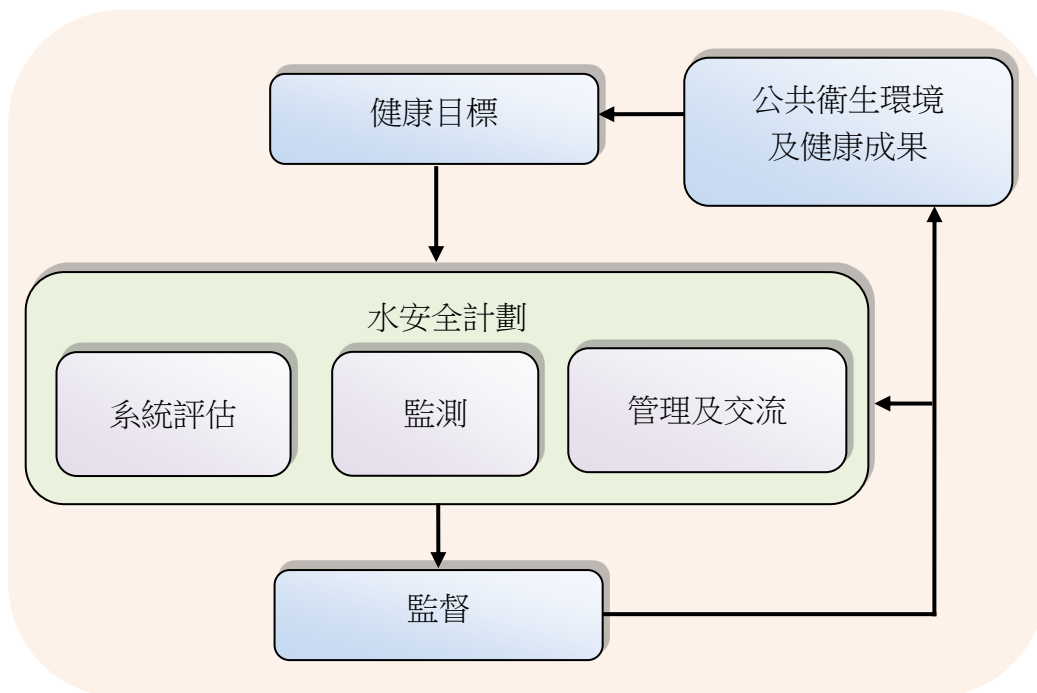 健康目標
公共衛生環境
及健康成果
水安全計劃
系統評估
監測
管理及交流
監督